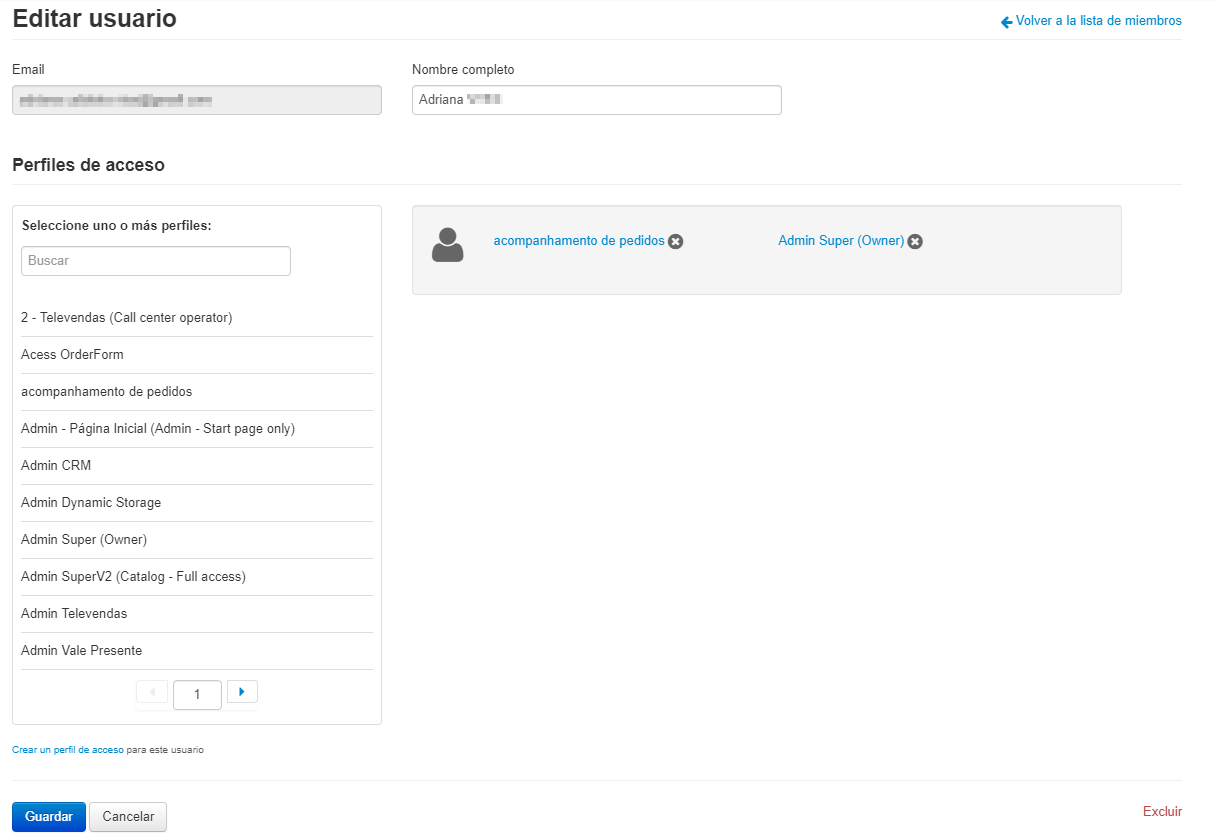 Editar usuario
Volver a la lista de miembros
Email
Nombre completo
Adriana
Perfiles de acceso
Seleccione uno o más perfiles:
Buscar
acompanhamento de pedidos
Admin Super (Owner)
2 - Televendas (Call center operator)
Acess OrderForm
acompanhamento de pedidos
Admin - Página Inicial (Admin - Start page only)
Admin CRM
Admin Dynamic Storage
Admin Super (Owner)
Admin SuperV2 (Catalog - Full access)
Admin Televendas
Admin Vale Presente
1
Crear un perfil de acceso para este usuario
Guardar
Cancelar
Excluir